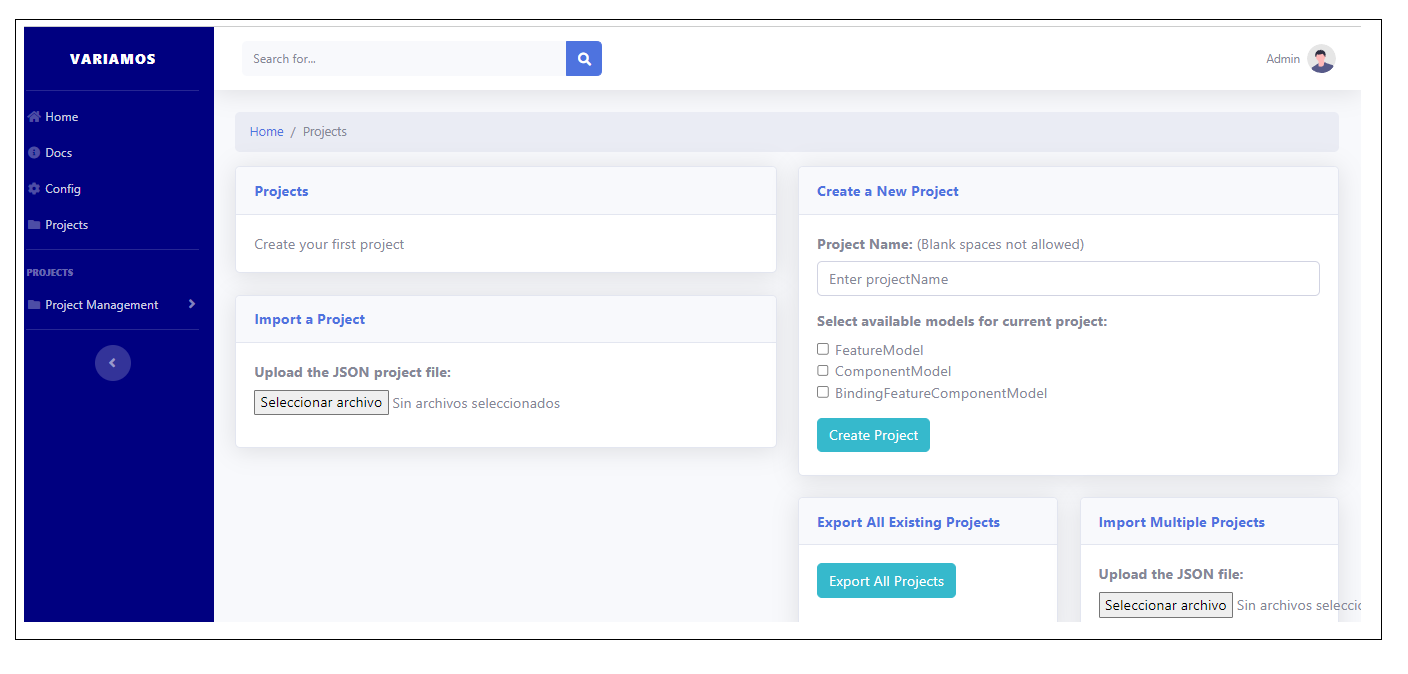 VARIAMOS
Search for...
Admin
Home
Docs
Config
Projects
PROJECTS
Project Management
Home / Projects
Projects
Create your first project
Import a Project
Upload the JSON project file:
Seleccionar archivo Sin archivos seleccionados
Create a New Project
Project Name: (Blank spaces not allowed)
Enter projectName
Select available models for current project:
FeatureModel
ComponentModel
BindingFeatureComponentModel
Create Project
Export All Existing Projects
Export All Projects
Import Multiple Projects
Upload the JSON file:
Seleccionar archivo Sin archivos selecci